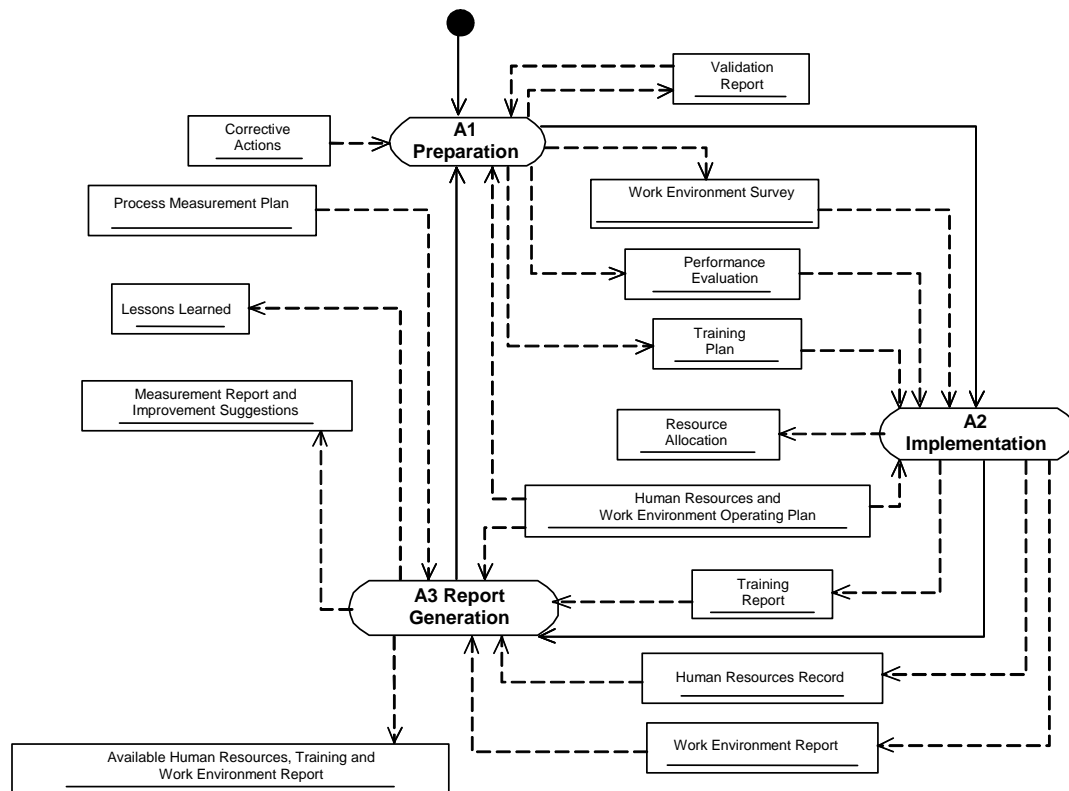 Validation
Report
A1
Preparation
Corrective
Actions
Work Environment Survey
Process Measurement Plan
Performance
Evaluation
Lessons Learned
Training
Plan
Measurement Report and
Improvement Suggestions
Resource
Allocation
A2
Implementation
Human Resources and
Work Environment Operating Plan
A3 Report
Generation
Training
Report
Human Resources Record
Work Environment Report
Available Human Resources, Training and
Work Environment Report